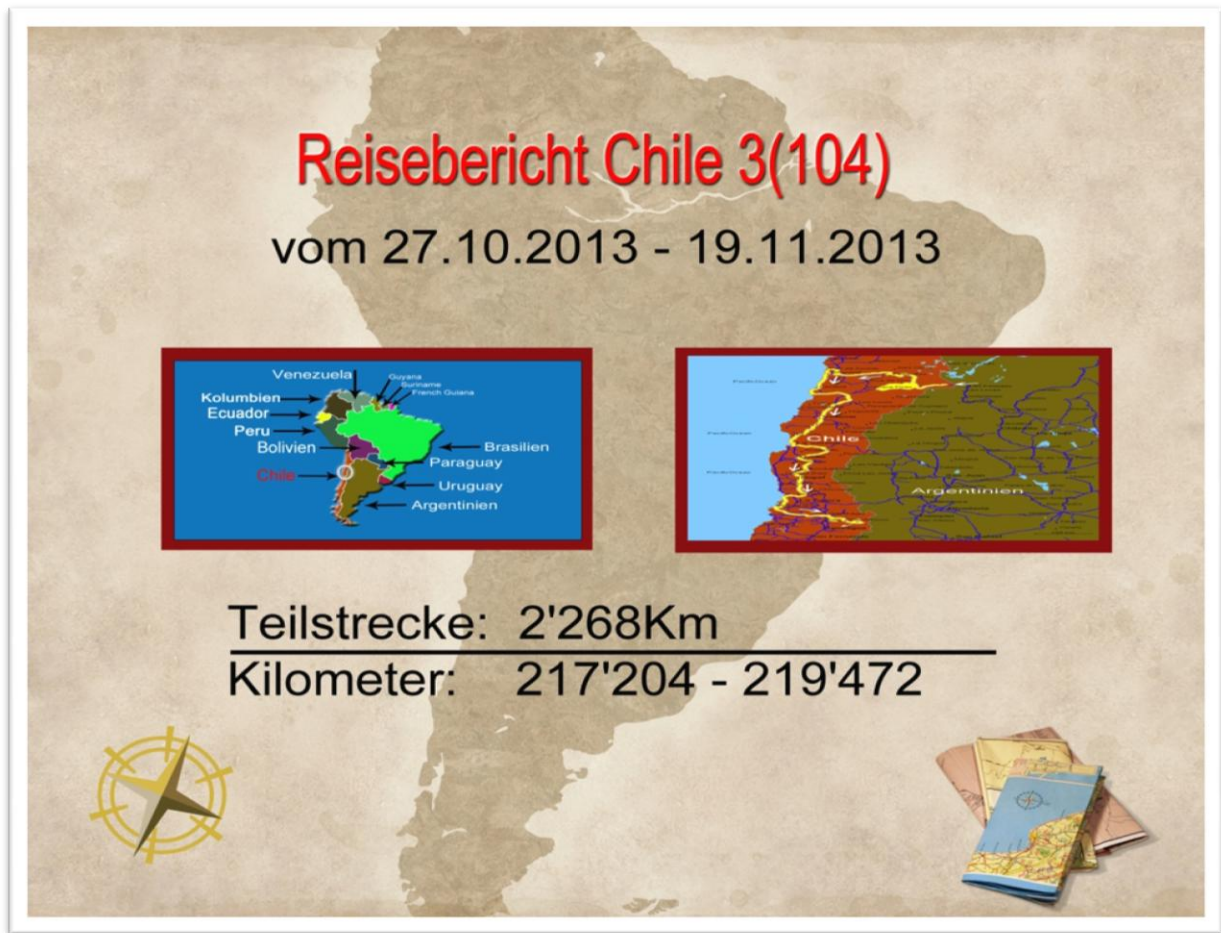 Reisebericht Chile 3(104)
vom 27.10.2013 - 19.11.2013
Venezuela
Guyana
Suriname
French Guiana
Kolumbien
Ecuador
Peru
Bolivien
Brasilien
Paraguay
Chile
Uruguay
Argentinien
Chile
Argentinien
Teilstrecke: 2'268Km
Kilometer: 217'204 - 219'472